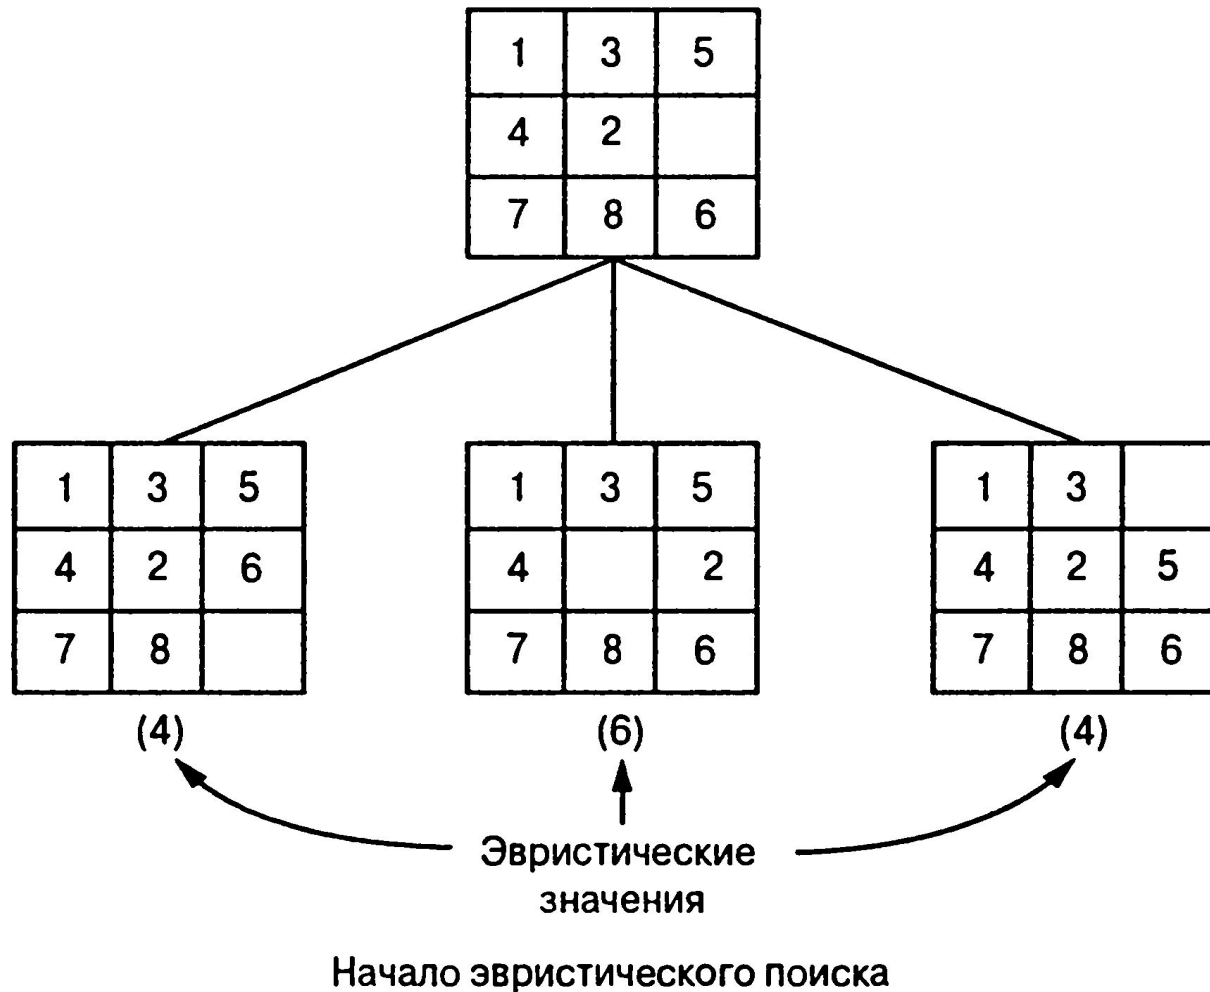 1 3 5
4 2
7 8 6
1 3 5
4 2 6
7 8
(4)
1 3 5
4 2
7 8 6
(6)
1 3
4 2 5
7 8 6
(4)
Эвристические
значения
Начало эвристического поиска